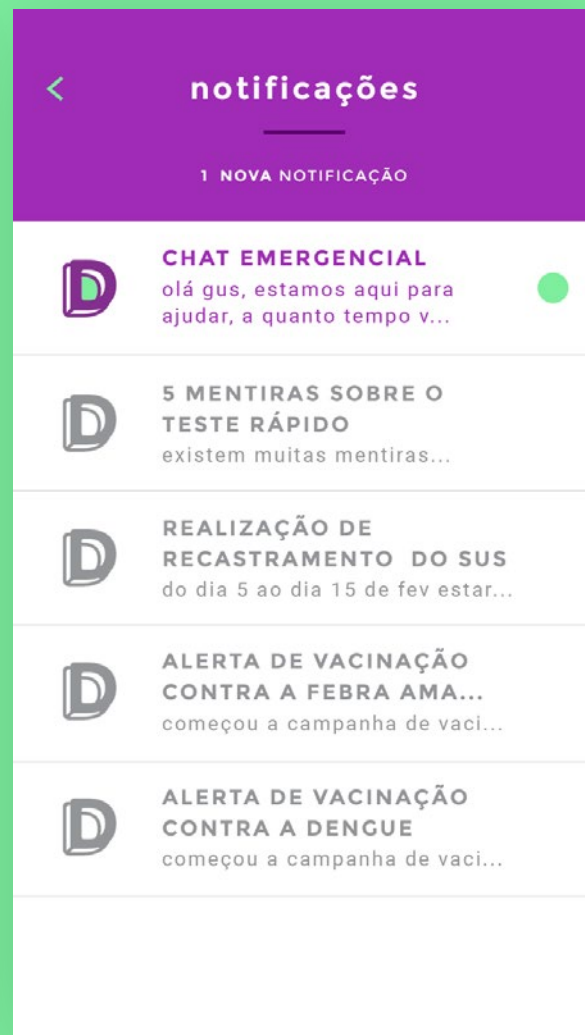 notificações
1 NOVA NOTIFICAÇÃO
CHAT EMERGENCIAL
olá gus, estamos aqui para
ajudar, a quanto tempo v...
5 MENTIRAS SOBRE O
TESTE RÁPIDO
existem muitas mentiras...
REALIZAÇÃO DE
RECASTRAMENTO DO SUS
do dia 5 ao dia 15 de fev estar...
ALERTA DE VACINAÇÃO
CONTRA A FEBRA AMA...
começou a campanha de vaci...
ALERTA DE VACINAÇÃO
CONTRA A DENGUE
começou a campanha de vaci...